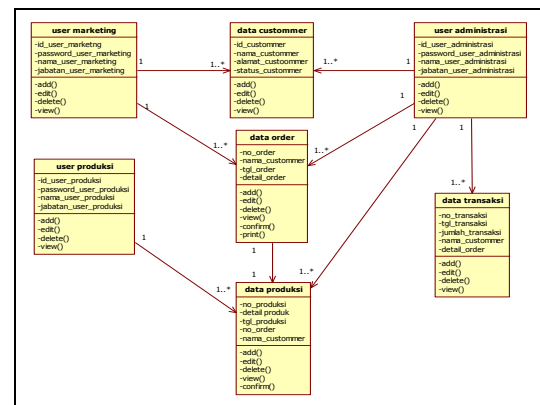 user marketing
-id_user_marketng
-password_user_marketing
-nama_user_marketing
-jabatan_user_marketing
-add()
-edit()
-delete()
-view()
data custommer
-id_custommer
-nama_custommer
-alamat_custoommer
-status_custommer
-add()
-edit()
-delete()
-view()
user administrasi
-id_user_administrasi
-password_user_administrasi
-nama_user_administrasi
-jabatan_user_administrasi
-add()
-edit()
-delete()
-view()
1
1..*
1..*
1
1
1
1
1
user produksi
-id_user_produksi
-password_user_produksi
-nama_user_produksi
-jabatan_user_produksi
-add()
-edit()
-delete()
-view()
data order
-no_order
-nama_custommer
-tgl_order
-detail_order
-add()
-edit()
-delete()
-view()
-confirm()
-print()
1..*
1..*
1..*
data transaksi
-no_transaksi
-tgl_transaksi
-jumlah_transaksi
-nama_custommer
-detail_order
-add()
-edit()
-delete()
-view()
1
1
1
1..*
1..*
data produksi
-no_produksi
-detail produk
-tgl_produksi
-no_order
-nama_custommer
-add()
-edit()
-delete()
-view()
-confirm()